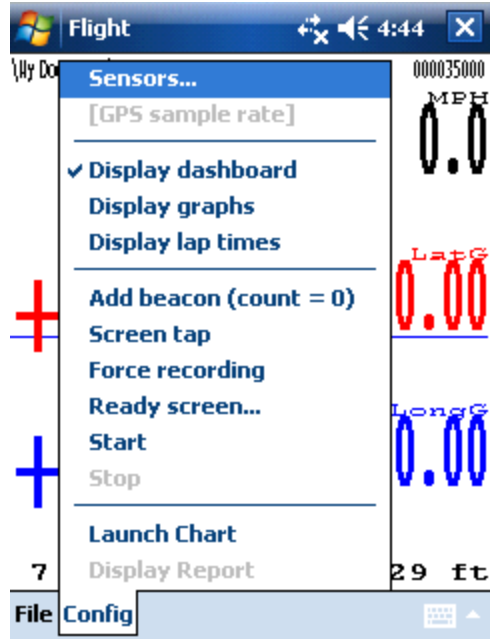 Flight 4:44
\My Do 000035000
Sensors...
MPH
[GPS sample rate]
0.0
Display dashboard
Display graphs
Display lap times
LatG
0.00
Add beacon (count = 0)
Screen tap
Force recording
Ready screen...
LongG
0.00
Start
Stop
Launch Chart
7 Display Report 29 ft
File Config